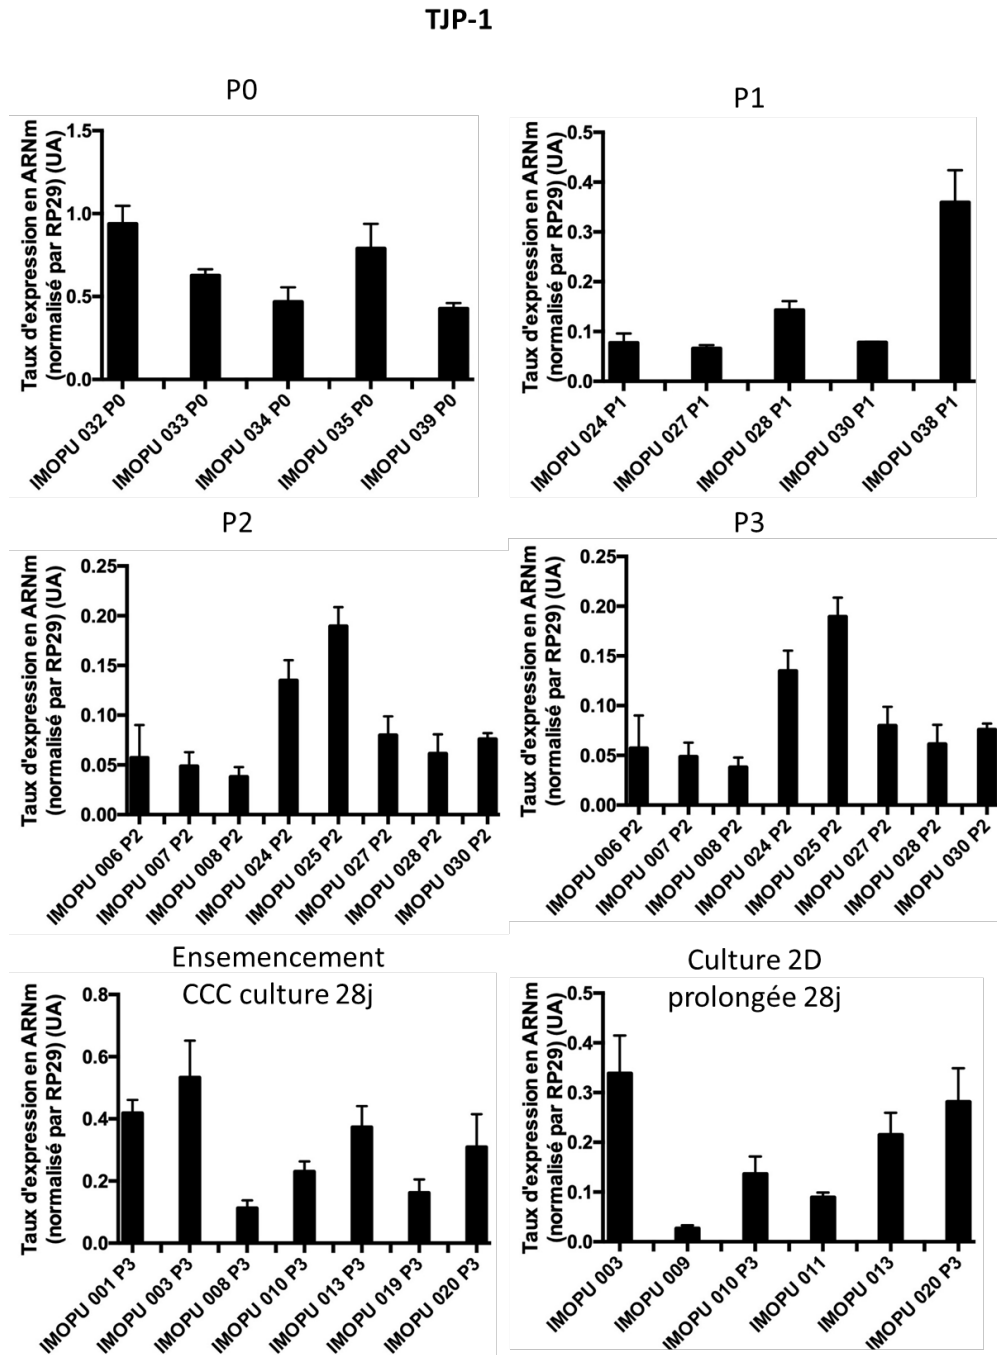 TJP-1
P0
Taux d'expression en ARNm
(normalisé par RP29) (UA)
1.5
1.0
0.5
0.0
IMOPU 032 P0
IMOPU 033 P0
IMOPU 034 P0
IMOPU 035 P0
IMOPU 039 P0
P1
Taux d'expression en ARNm
(normalisé par RP29) (UA)
0.5
0.4
0.3
0.2
0.1
0.0
IMOPU 024 P1
IMOPU 027 P1
IMOPU 028 P1
IMOPU 030 P1
IMOPU 038 P1
P2
Taux d'expression en ARNm
(normalisé par RP29) (UA)
0.25
0.20
0.15
0.10
0.05
0.00
IMOPU 006 P2
IMOPU 007 P2
IMOPU 008 P2
IMOPU 024 P2
IMOPU 025 P2
IMOPU 027 P2
IMOPU 028 P2
IMOPU 030 P2
P3
Taux d'expression en ARNm
(normalisé par RP29) (UA)
0.25
0.20
0.15
0.10
0.05
0.00
IMOPU 006 P2
IMOPU 007 P2
IMOPU 008 P2
IMOPU 024 P2
IMOPU 025 P2
IMOPU 027 P2
IMOPU 028 P2
IMOPU 030 P2
Ensemencement
CCC culture 28j
Taux d'expression en ARNm
(normalisé par RP29) (UA)
0.8
0.6
0.4
0.2
0.0
IMOPU 001 P3
IMOPU 003 P3
IMOPU 008 P3
IMOPU 010 P3
IMOPU 013 P3
IMOPU 019 P3
IMOPU 020 P3
Culture 2D
prolongée 28j
Taux d'expression en ARNm
(normalisé par RP29) (UA)
0.5
0.4
0.3
0.2
0.1
0.0
IMOPU 003
IMOPU 009
IMOPU 010 P3
IMOPU 011
IMOPU 013
IMOPU 020 P3